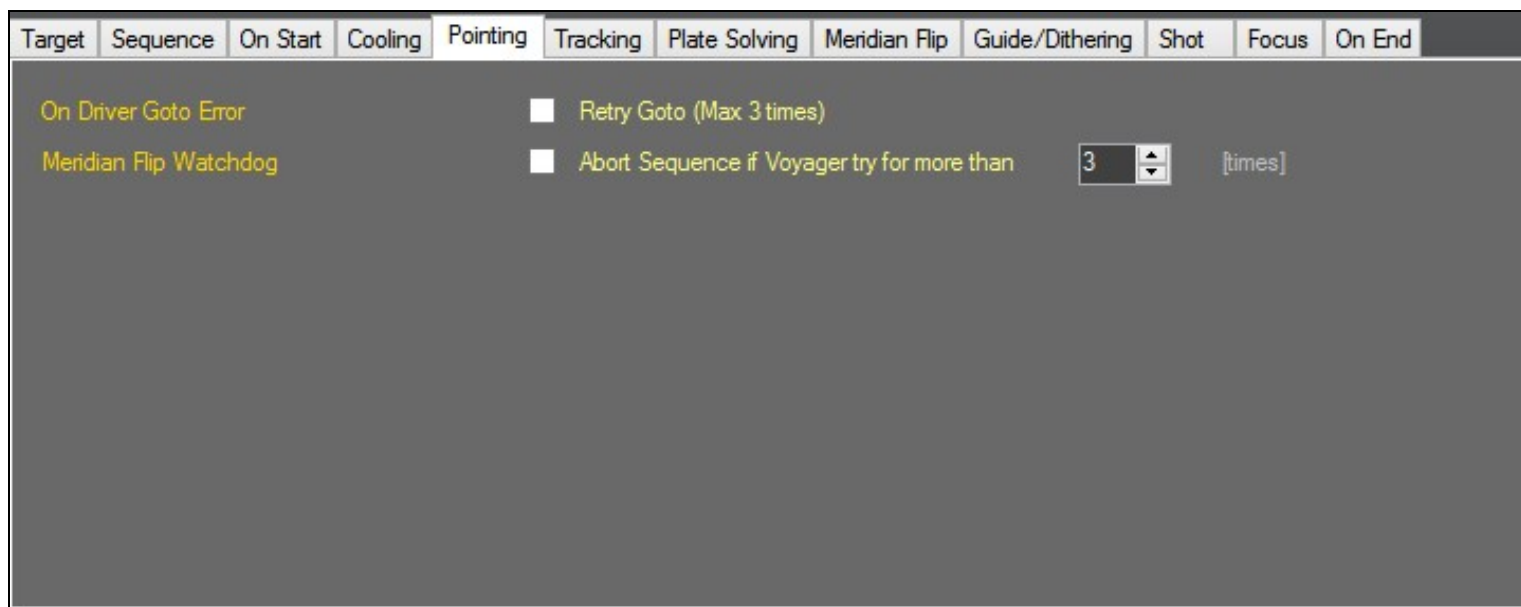 Target Sequence On Start Cooling Pointing Tracking Plate Solving Meridian Flip Guide/Dithering Shot Focus On End
On Driver Goto Error Retry Goto (Max 3 times)
Meridian Flip Watchdog Abort Sequence if Voyager try for more than 3 [times]